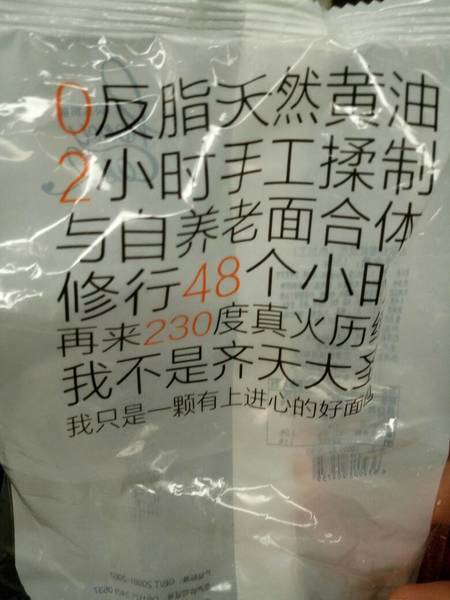 0反脂天然黄油
2小时手工揉制
与自养老面合体
修行48个小时
再来230度真火历
我不是齐天大
我只是一颗有上进心的好面